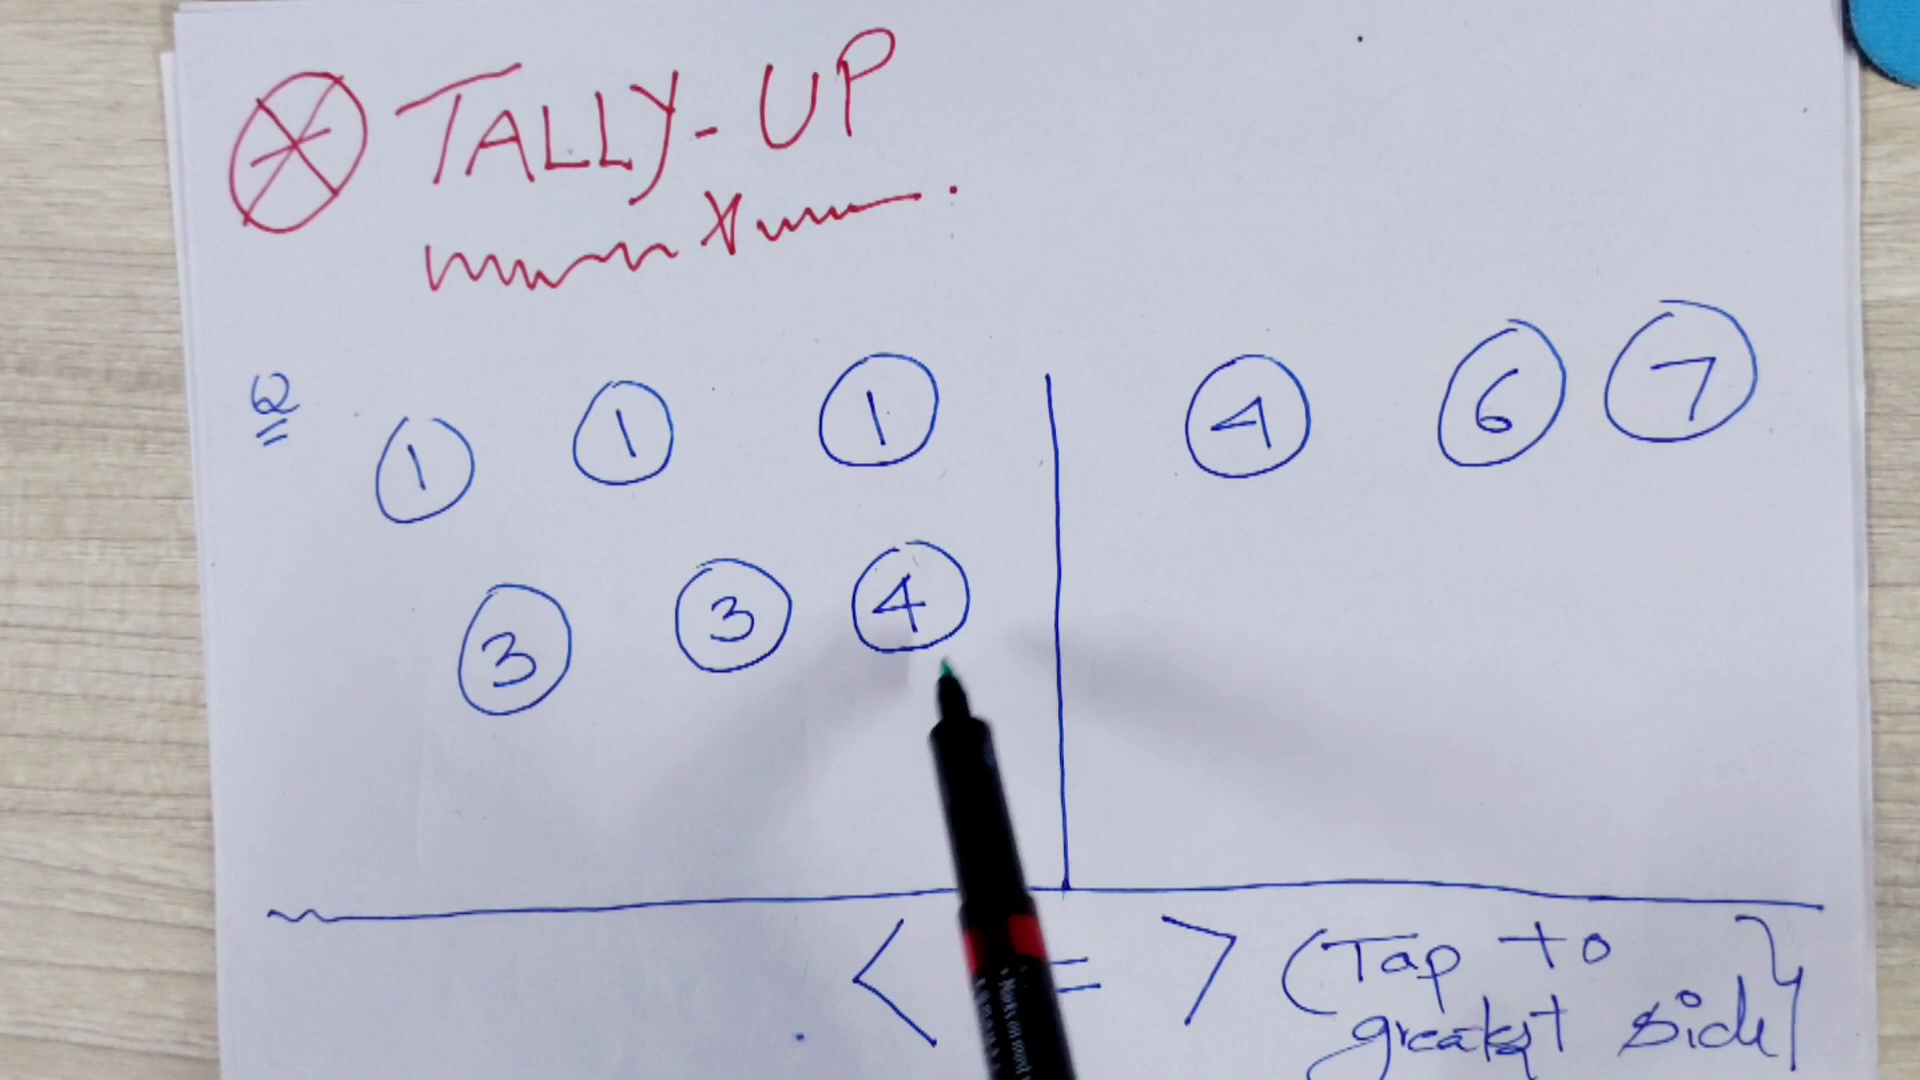 TALLY-UP
Q
1 1 1 4 6 7
3 3 4
< = > (Tap to
greatest side}